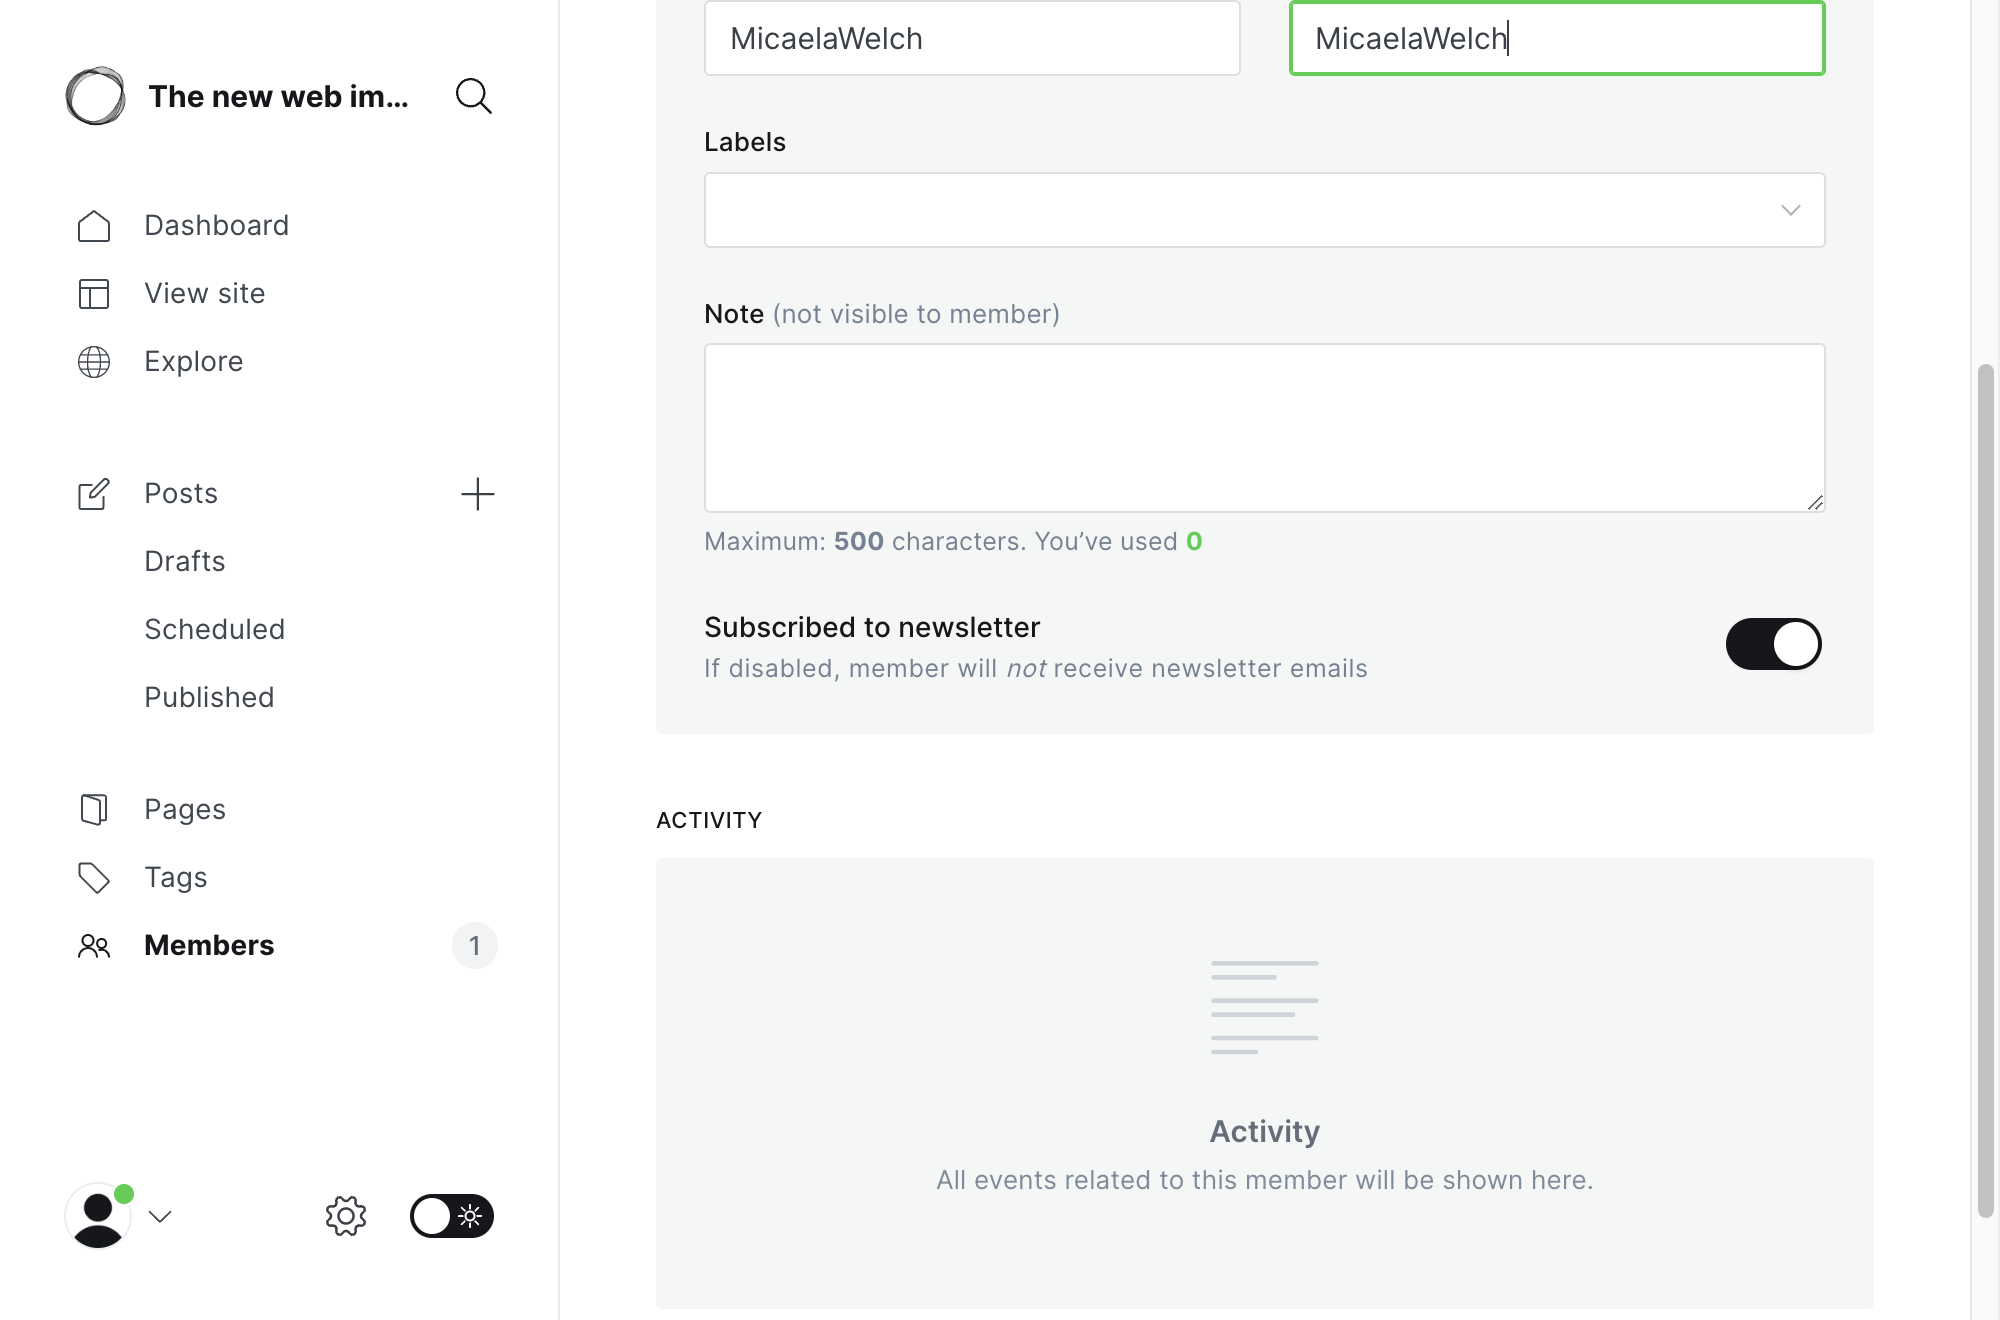 The new web im...
Dashboard
View site
Explore
Posts
Drafts
Scheduled
Published
Pages
Tags
Members 1
MicaelaWelch MicaelaWelch
Labels
Note (not visible to member)
Maximum: 500 characters. You’ve used 0
Subscribed to newsletter
If disabled, member will not receive newsletter emails
ACTIVITY
Activity
All events related to this member will be shown here.